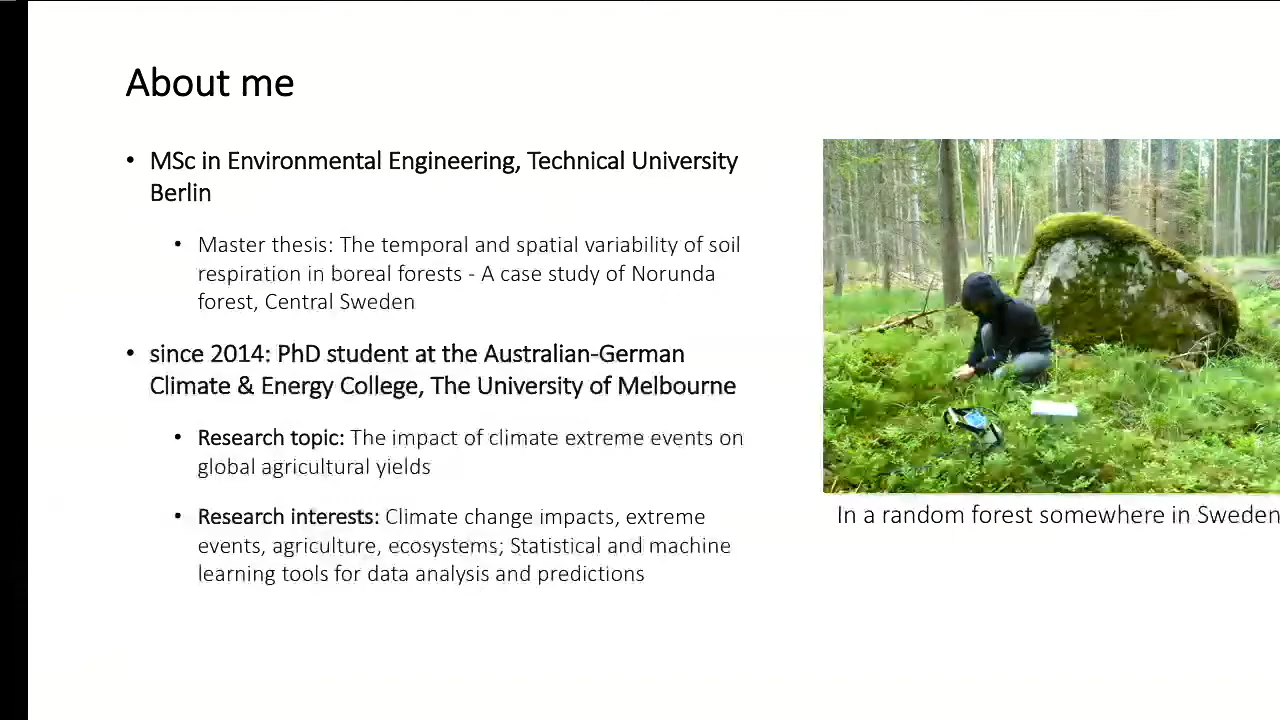 About me
• MSc in Environmental Engineering, Technical University
Berlin
• Master thesis: The temporal and spatial variability of soil
respiration in boreal forests - A case study of Norunda
forest, Central Sweden
• since 2014: PhD student at the Australian-German
Climate & Energy College, The University of Melbourne
• Research topic: The impact of climate extreme events on
global agricultural yields
• Research interests: Climate change impacts, extreme
events, agriculture, ecosystems; Statistical and machine
learning tools for data analysis and predictions
In a random forest somewhere in Sweden